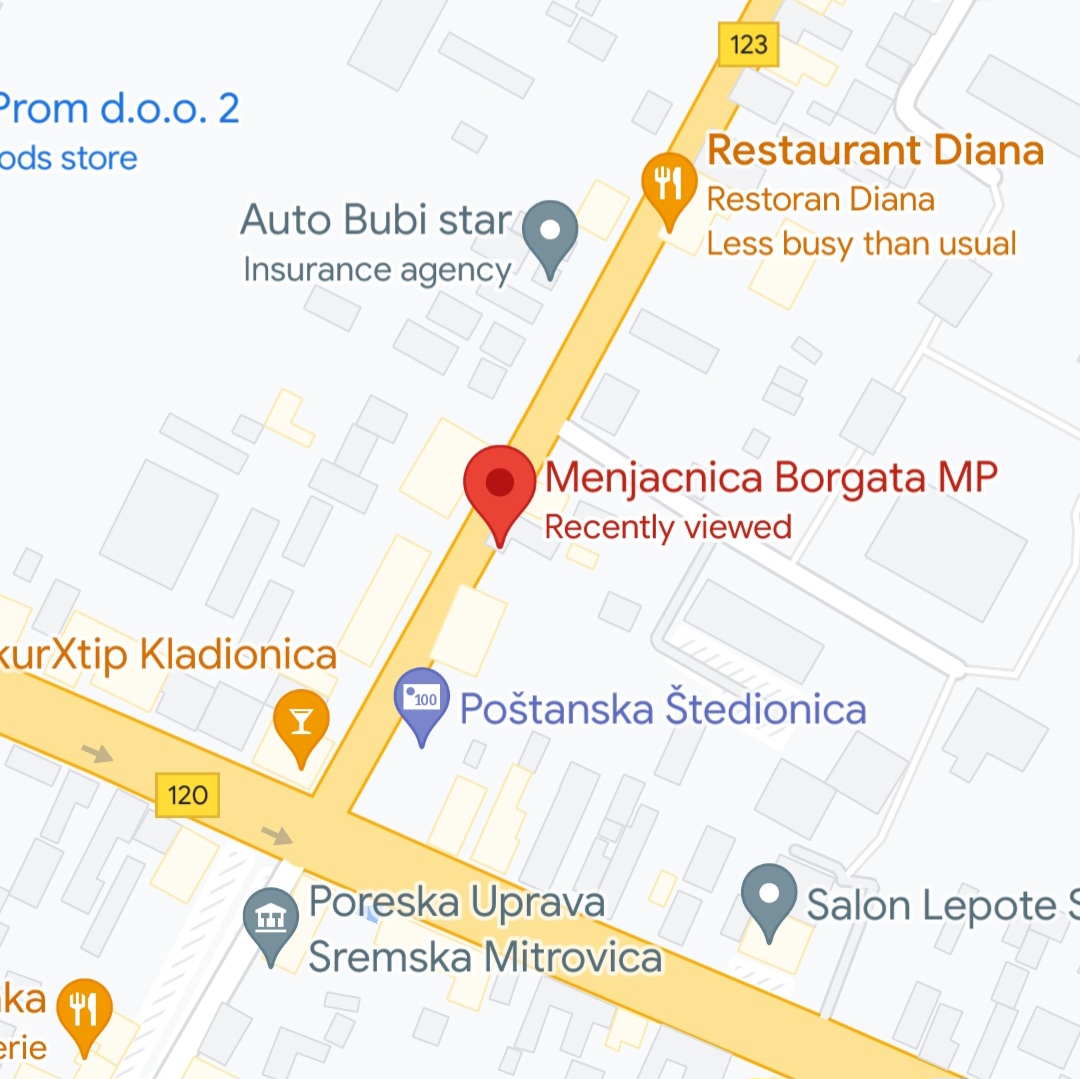 123
Prom d.o.o. 2
ods store
Restaurant Diana
Restoran Diana
Less busy than usual
Auto Bubi star
Insurance agency
Menjacnica Borgata MP
Recently viewed
kurXtip Kladionica
100
Poštanska Štedionica
120
Poreska Uprava
Sremska Mitrovica
Salon Lepote S
ka
erie